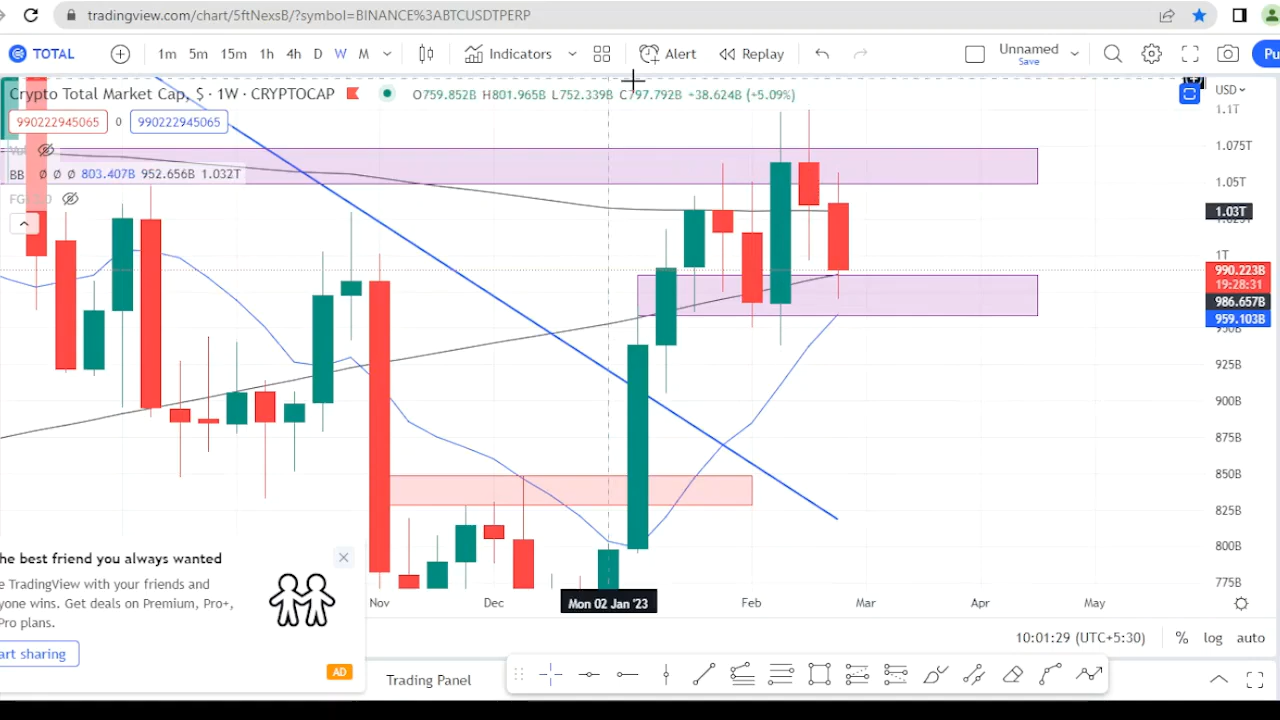 tradingview.com/chart/5ftNexsB/?symbol=BINANCE%3ABTCUSDTPERP
TOTAL 1m 5m 15m 1h 4h D W M Indicators Alert Replay Unnamed
Save
Pu
Crypto Total Market Cap, $ · 1W · CRYPTOCAP O759.852B H801.965B L752.339B C797.792B +38.624B (+5.09%)
USD
1.1T
990222945065 0 990222945065
Vol
1.075T
BB Ø Ø Ø 803.407B 952.656B 1.032T
1.05T
1.03T
1.025T
1T
990.223B
19:28:31
986.657B
959.103B
950B
925B
900B
875B
850B
825B
800B
775B
he best friend you always wanted
e TradingView with your friends and
yone wins. Get deals on Premium, Pro+,
Pro plans.
art sharing
AD
Nov Dec Mon 02 Jan '23 Feb Mar Apr May
10:01:29 (UTC+5:30) % log auto
Trading Panel